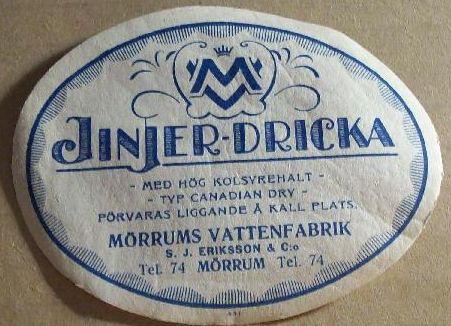 MV
JINJER-DRICKA
- MED HÖG KOLSYREHALT -
- TYP CANADIAN DRY -
FÖRVARAS LIGGANDE Å KALL PLATS.
MÖRRUMS VATTENFABRIK
S. J. ERIKSSON & C:o
Tel. 74 MÖRRUM Tel. 74